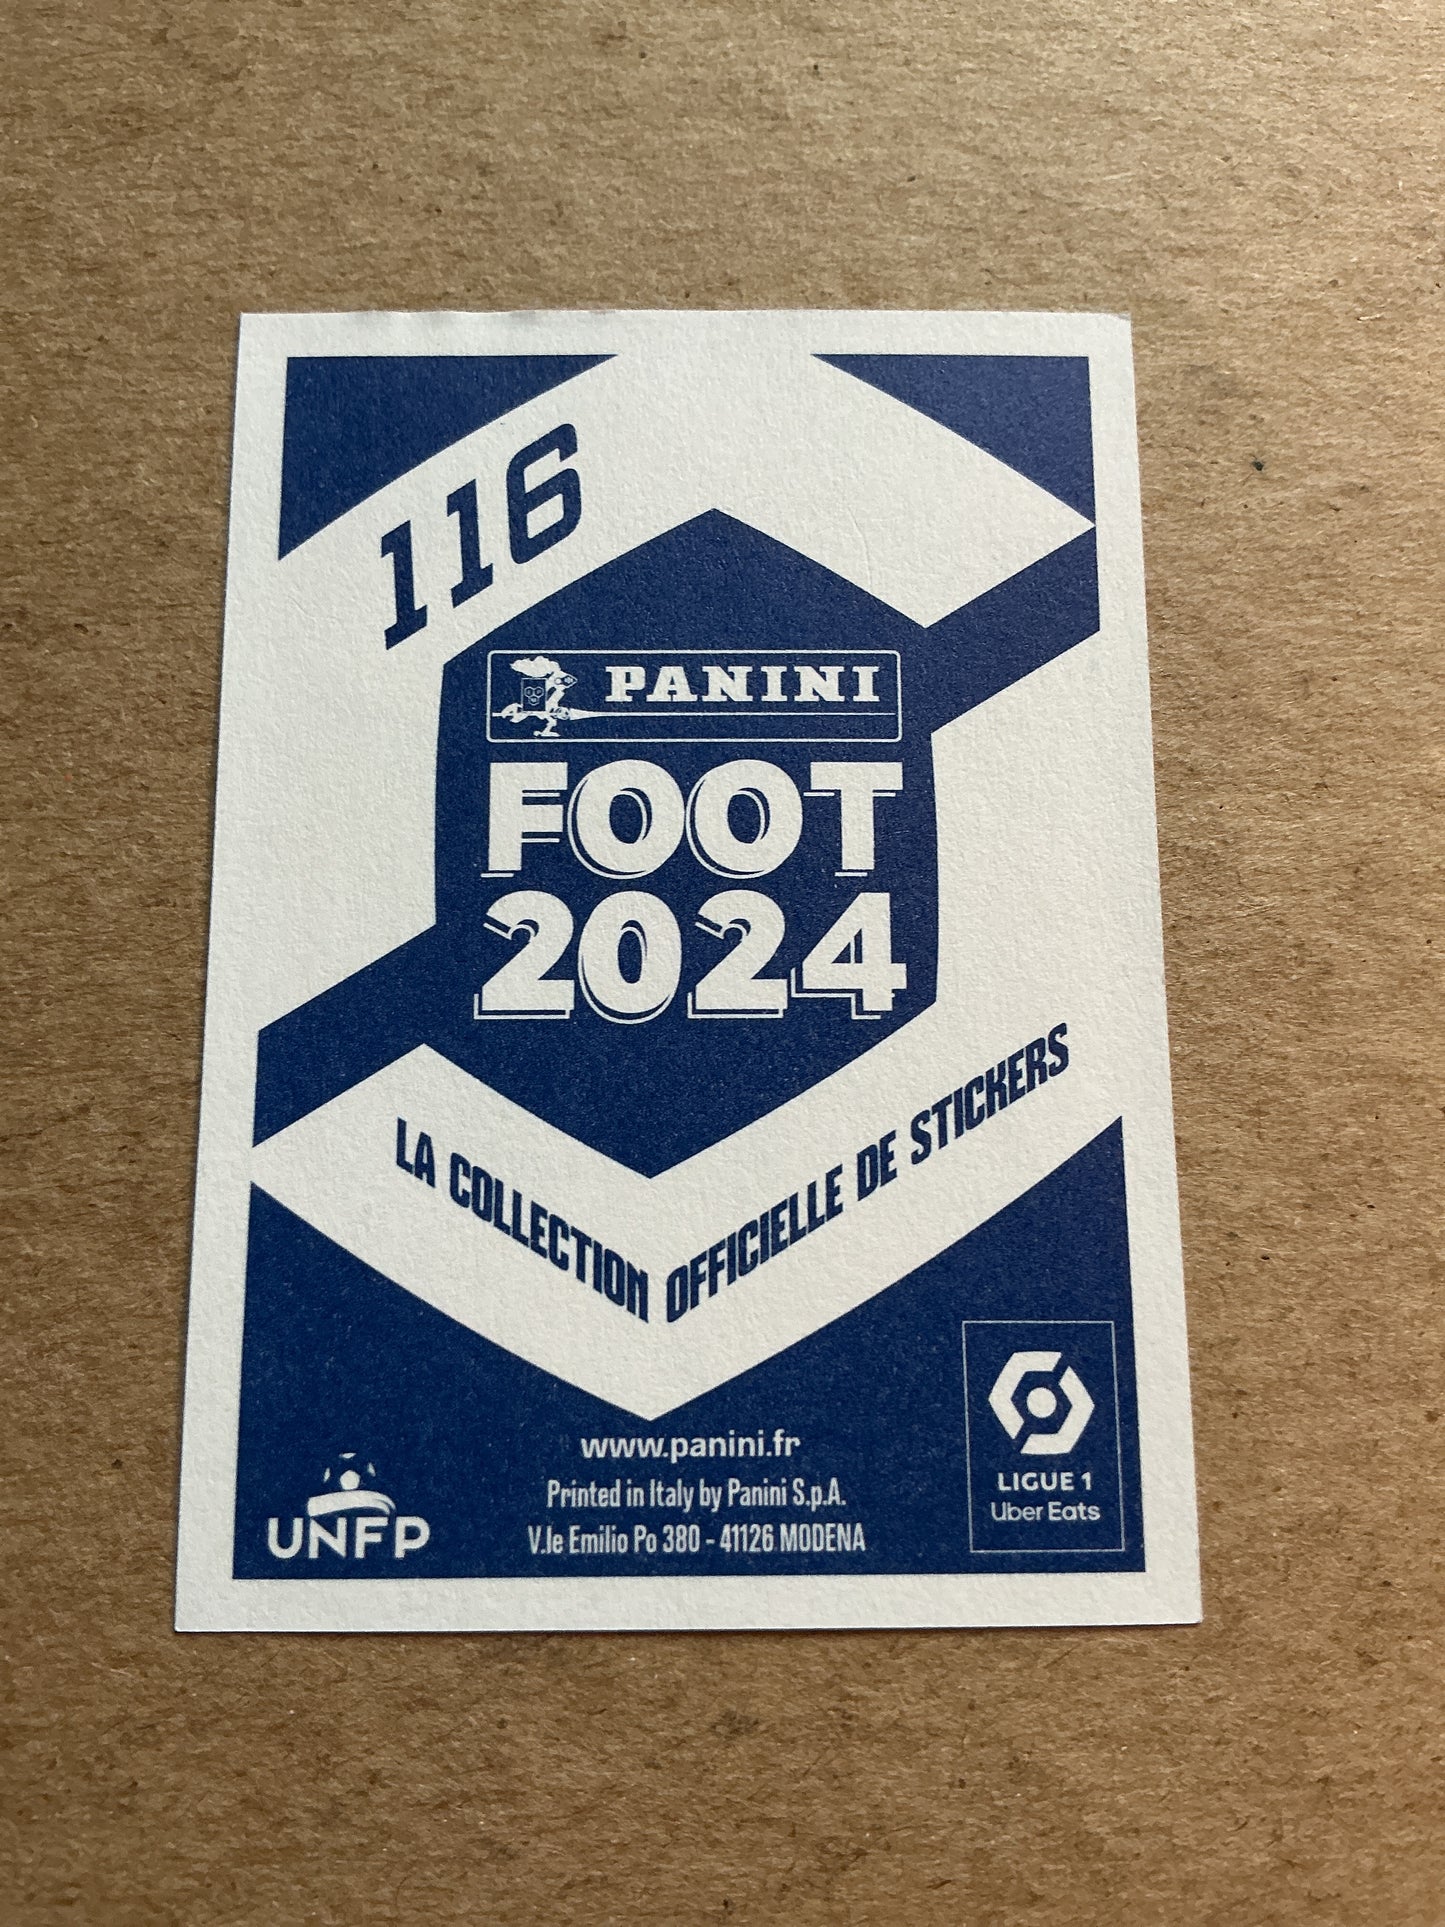 116
PANINI
FOOT
2024
LA COLLECTION OFFICIELLE DE STICKERS
www.panini.fr
Printed in Italy by Panini S.p.A.
V.le Emilio Po 380 - 41126 MODENA
UNFP
LIGUE 1
Uber Eats